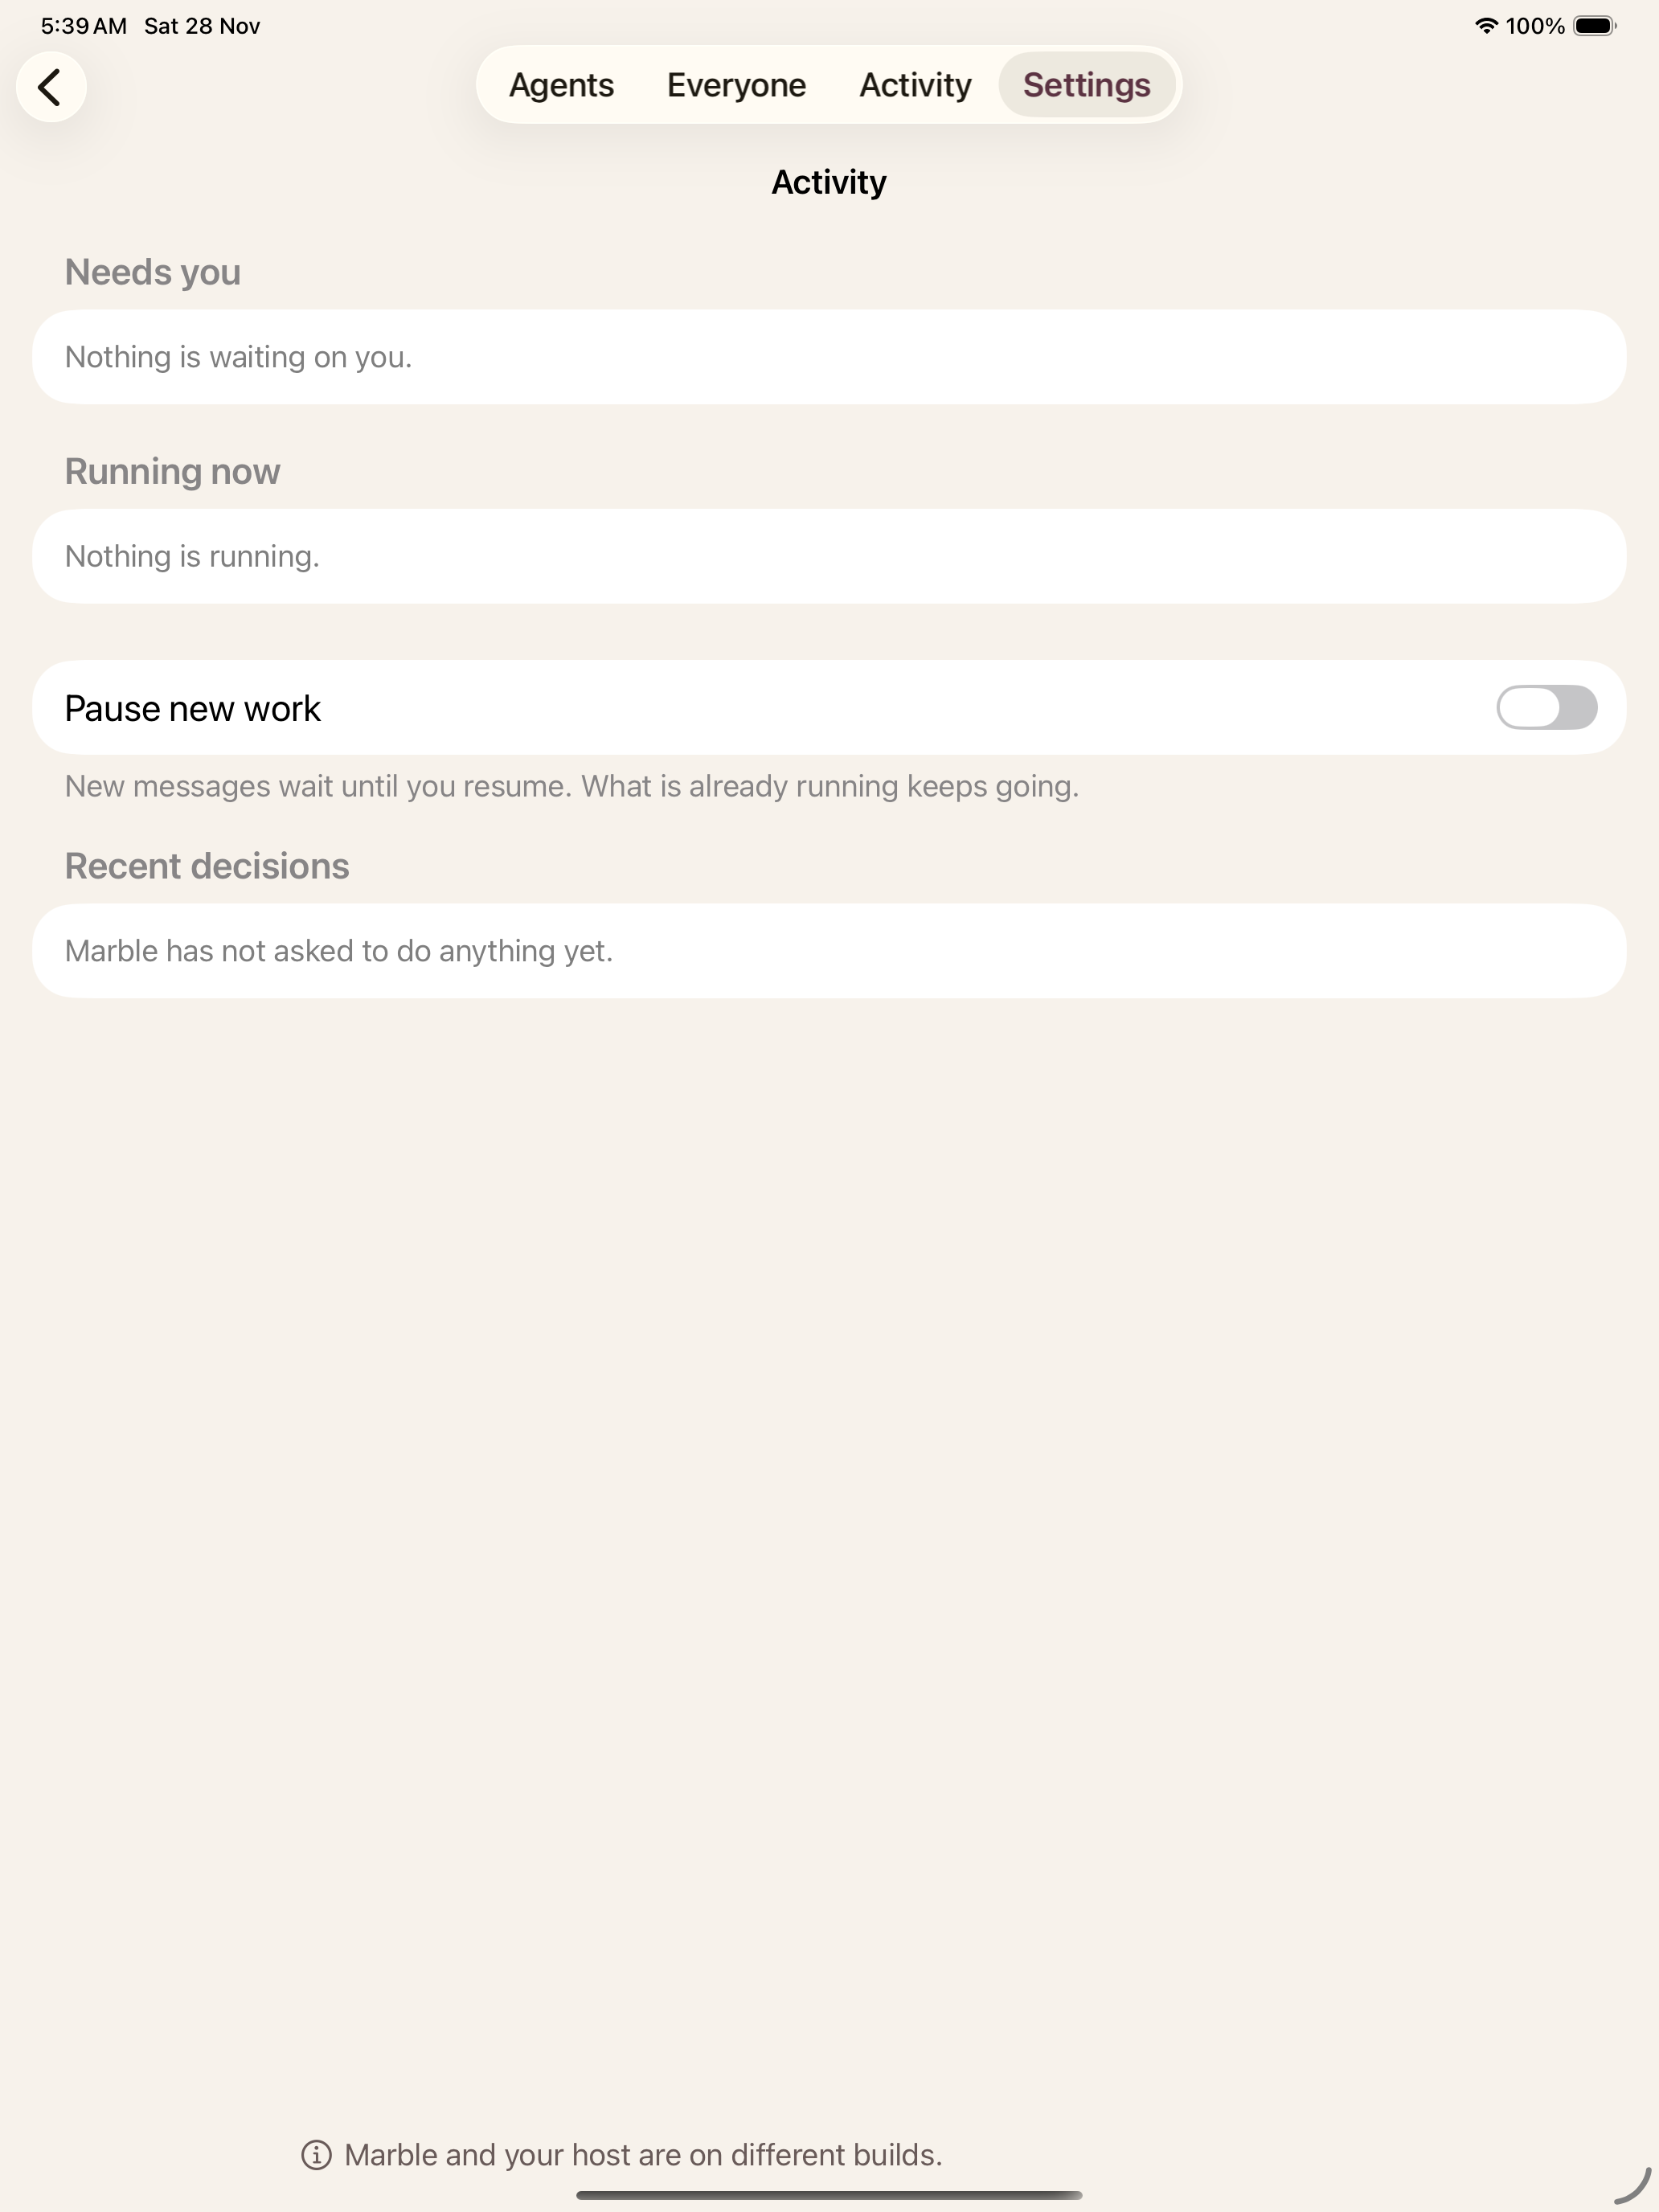 5:39 AM Sat 28 Nov
100%
Agents Everyone Activity Settings
Activity
Needs you
Nothing is waiting on you.
Running now
Nothing is running.
Pause new work
New messages wait until you resume. What is already running keeps going.
Recent decisions
Marble has not asked to do anything yet.
Marble and your host are on different builds.